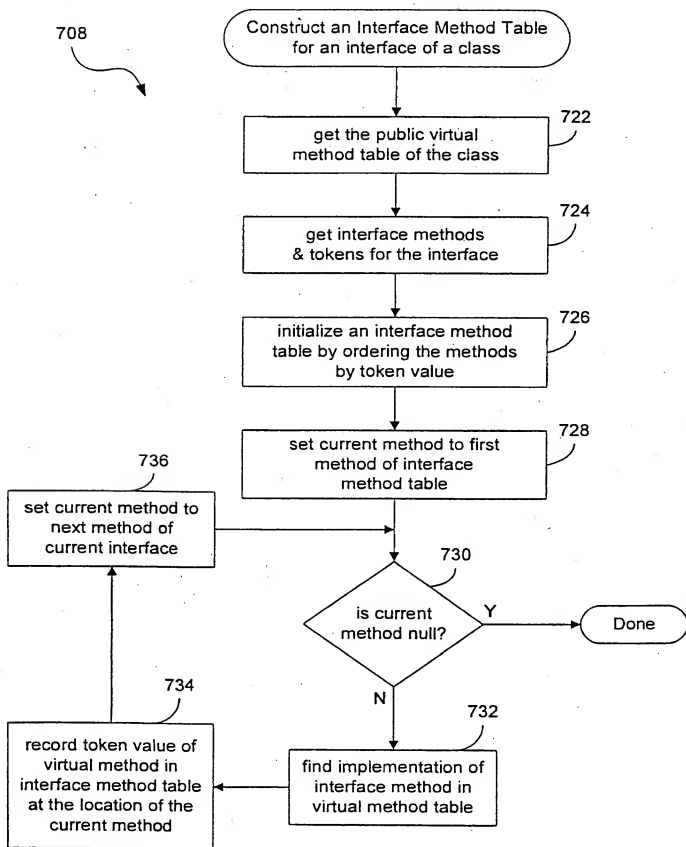 708
Construct an Interface Method Table
for an interface of a class
722
get the public virtual
method table of the class
724
get interface methods
& tokens for the interface
726
initialize an interface method
table by ordering the methods
by token value
728
set current method to first
method of interface
method table
736
set current method to
next method of
current interface
730
is current
method null?
Y
Done
N
734
record token value of
virtual method in
interface method table
at the location of the
current method
732
find implementation of
interface method in
virtual method table